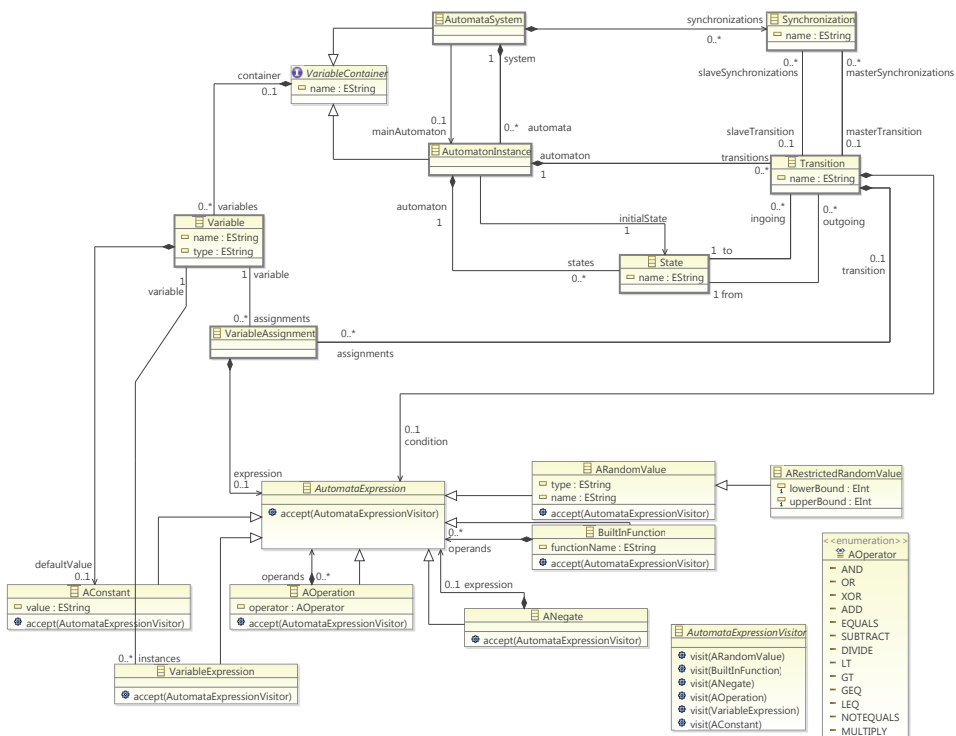 AutomataSystem
synchronizations
0..*
Synchronization
name : EString
1
system
container
0..1
VariableContainer
name : EString
0..*
slaveSynchronizations
0..*
masterSynchronizations
0..1
mainAutomaton
0..*
automata
slaveTransition
0..1
masterTransition
0..1
AutomatonInstance
automaton
1
transitions
0..*
Transition
name : EString
0..* variables
automaton
1
initialState
1
0..*
ingoing
0..*
outgoing
Variable
name : EString
type : EString
1 to
states
0..*
State
name : EString
1 from
0..1
transition
1
variable
1 variable
0..* assignments
VariableAssignment
0..*
assignments
0..1
condition
expression
0..1
AutomataExpression
accept(AutomataExpressionVisitor)
ARandomValue
type : EString
name : EString
accept(AutomataExpressionVisitor)
ARestrictedRandomValue
lowerBound : EInt
upperBound : EInt
0..*
operands
BuiltInFunction
functionName : EString
accept(AutomataExpressionVisitor)
<<enumeration>>
AOperator
AND
OR
XOR
ADD
EQUALS
SUBTRACT
DIVIDE
LT
GT
GEQ
LEQ
NOTEQUALS
MULTIPLY
defaultValue
0..1
AConstant
value : EString
accept(AutomataExpressionVisitor)
operands 0..*
AOperation
operator : AOperator
accept(AutomataExpressionVisitor)
0..1 expression
ANegate
accept(AutomataExpressionVisitor)
AutomataExpressionVisitor
visit(ARandomValue)
visit(BuiltInFunction)
visit(ANegate)
visit(AOperation)
visit(VariableExpression)
visit(AConstant)
0..* instances
VariableExpression
accept(AutomataExpressionVisitor)